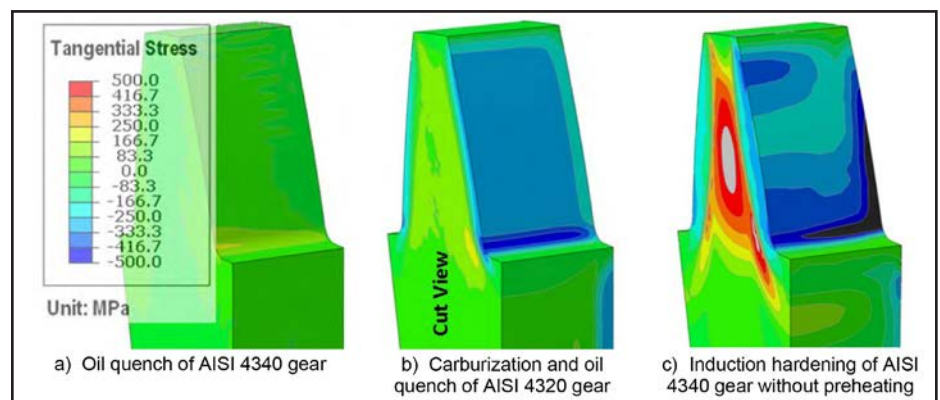 Tangential Stress
500.0
416.7
333.3
250.0
166.7
83.3
0.0
-83.3
-166.7
-250.0
-333.3
-416.7
-500.0
Unit: MPa
Cut View
a) Oil quench of AISI 4340 gear
b) Carburization and oil
quench of AISI 4320 gear
c) Induction hardening of AISI
4340 gear without preheating